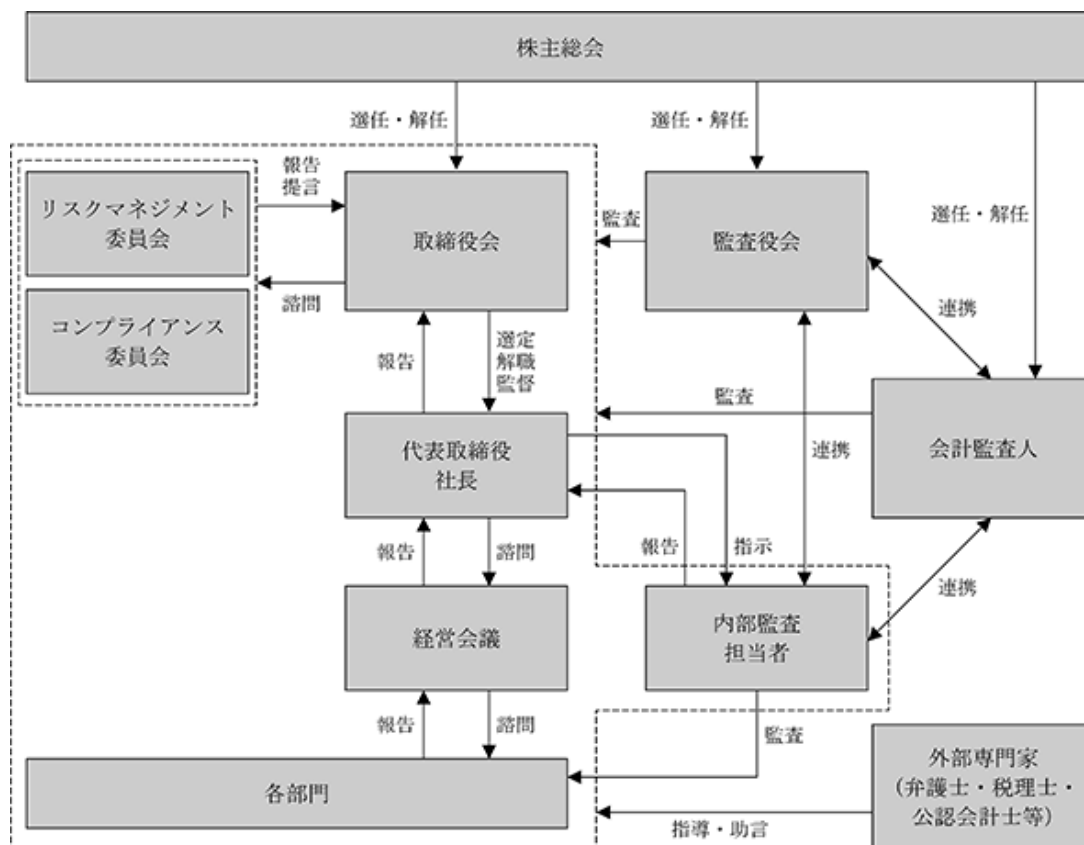 株主総会
選任・解任
選任・解任
選任・解任
報告
提言
リスクマネジメント
委員会
取締役会
監査
監査役会
諮問
連携
コンプライアンス
委員会
報告
選定
解職
監督
監査
代表取締役
社長
連携
会計監査人
報告
諮問
報告
指示
連携
経営会議
内部監査
担当者
報告
諮問
監査
各部門
外部専門家
(弁護士・税理士・
公認会計士等)
指導・助言